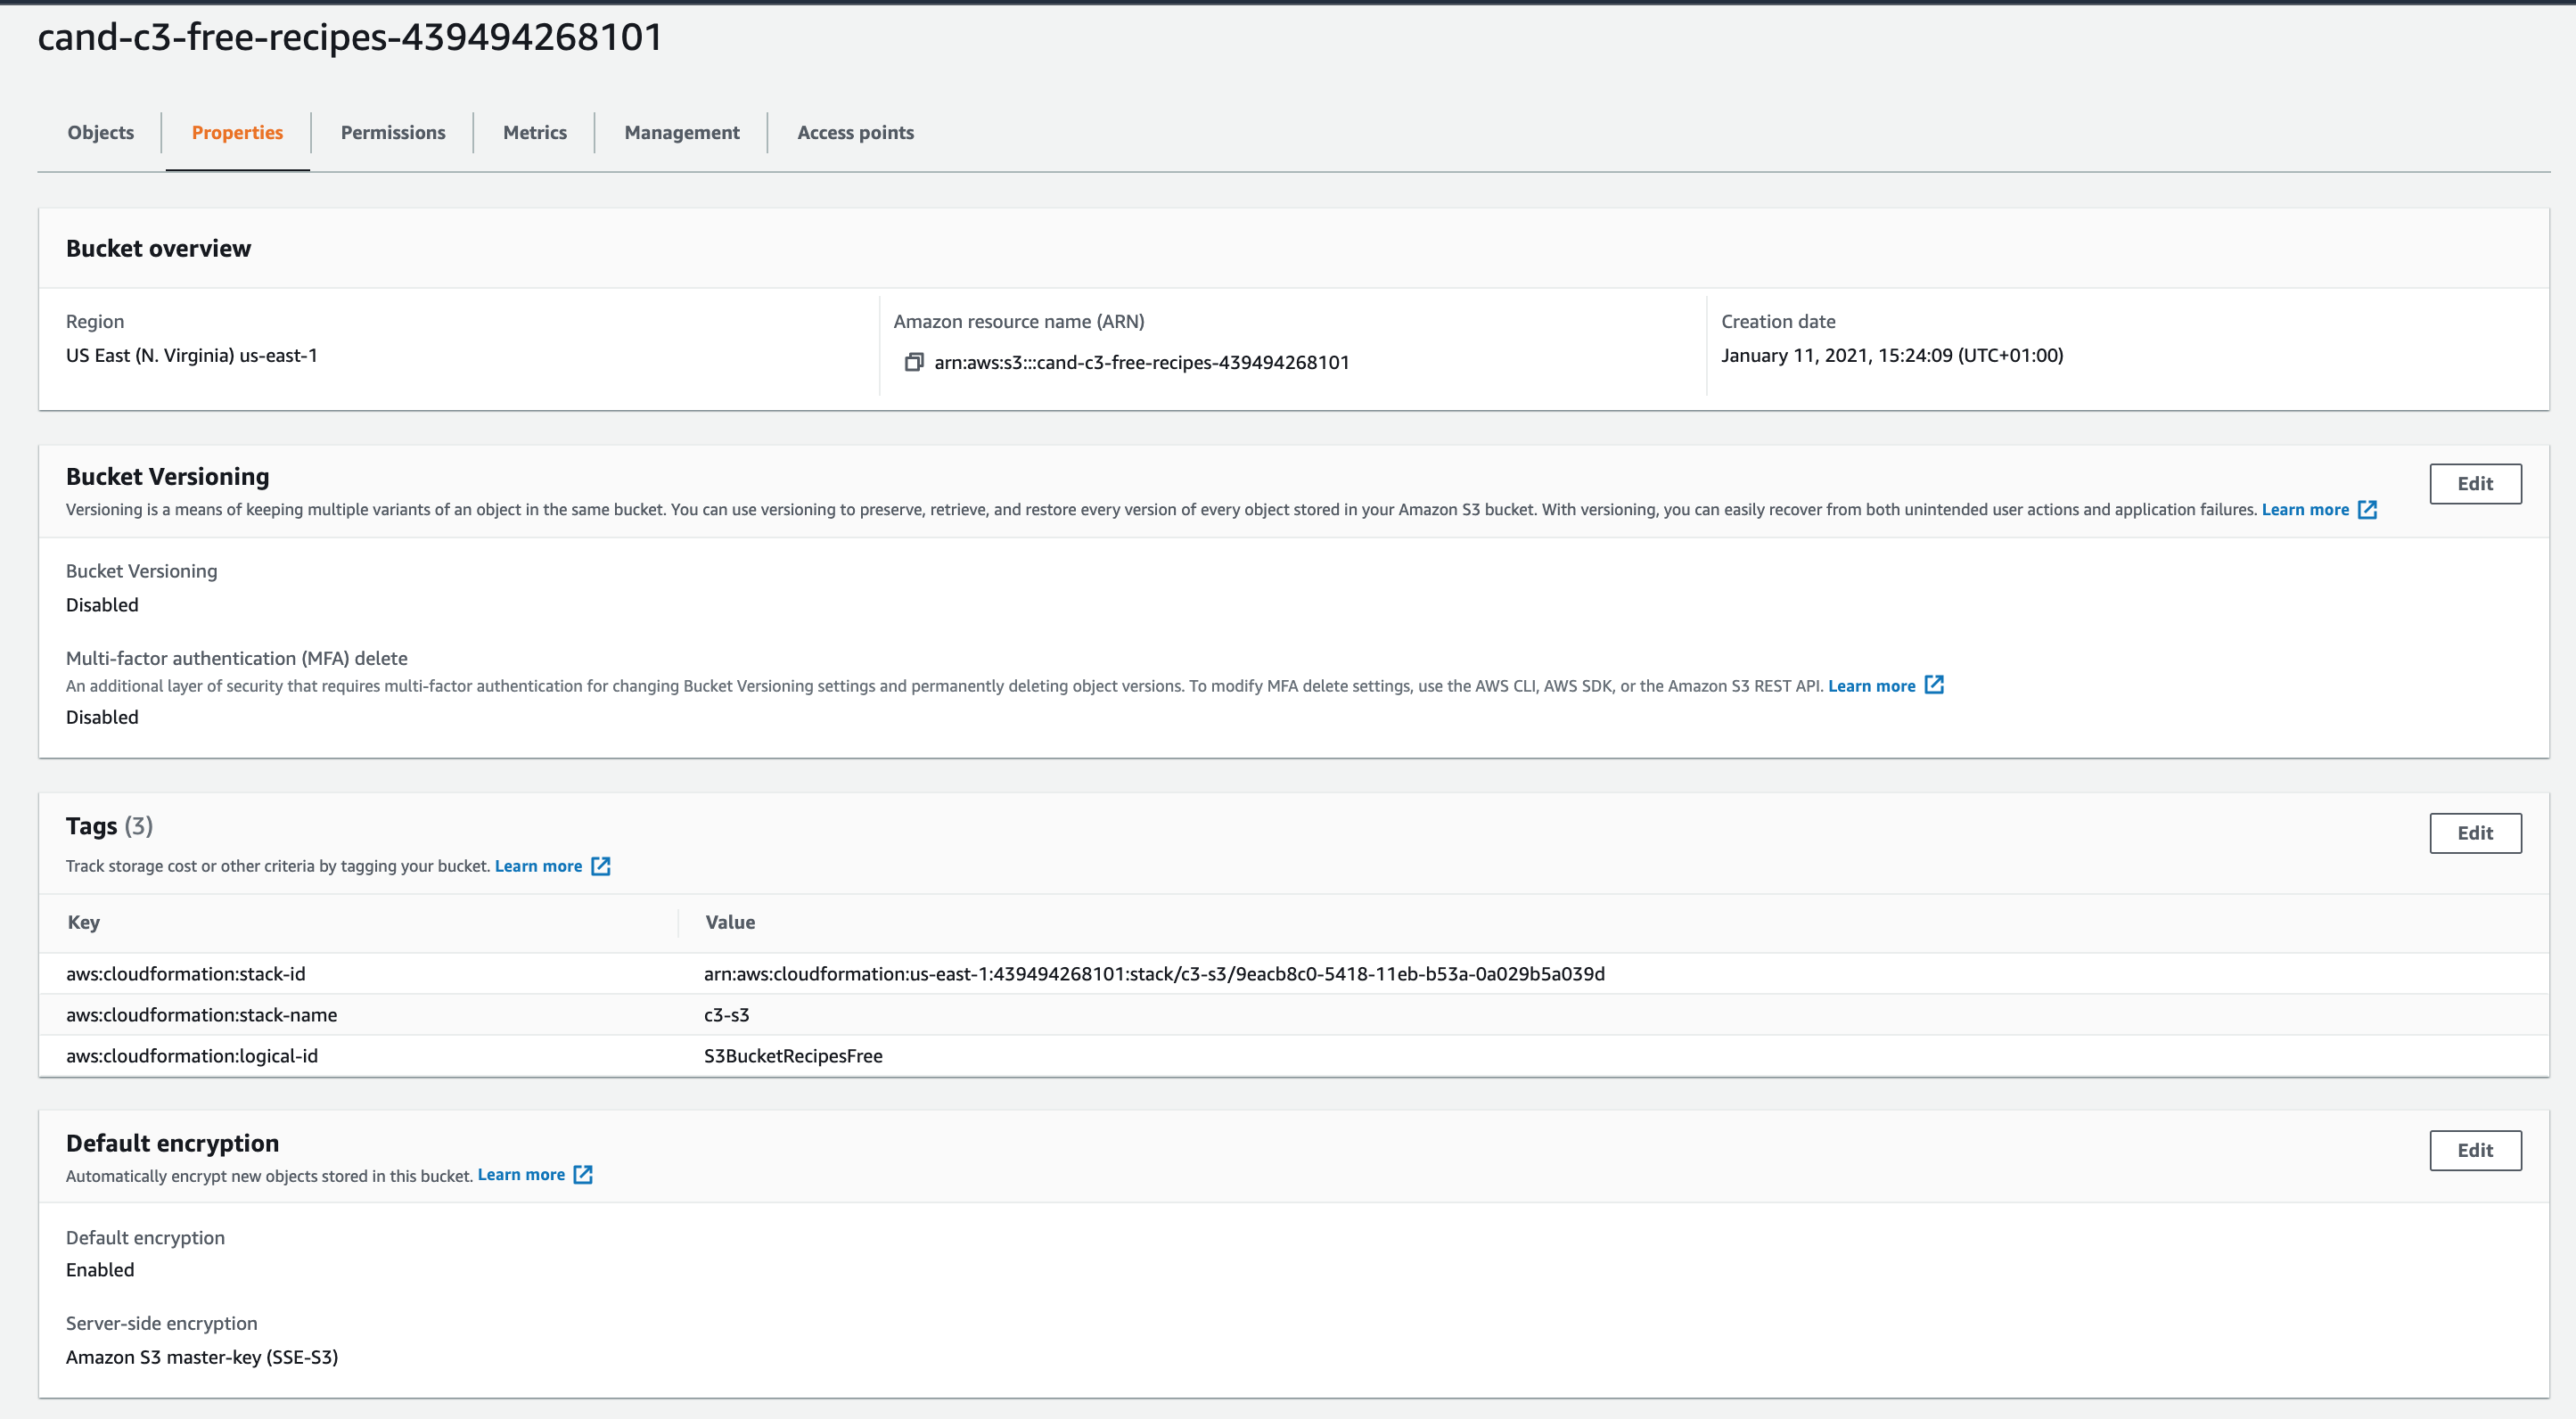 cand-c3-free-recipes-439494268101
Objects Properties Permissions Metrics Management Access points
Bucket overview
Region
US East (N. Virginia) us-east-1
Amazon resource name (ARN)
arn:aws:s3:::cand-c3-free-recipes-439494268101
Creation date
January 11, 2021, 15:24:09 (UTC+01:00)
Bucket Versioning
Edit
Versioning is a means of keeping multiple variants of an object in the same bucket. You can use versioning to preserve, retrieve, and restore every version of every object stored in your Amazon S3 bucket. With versioning, you can easily recover from both unintended user actions and application failures. Learn more
Bucket Versioning
Disabled
Multi-factor authentication (MFA) delete
An additional layer of security that requires multi-factor authentication for changing Bucket Versioning settings and permanently deleting object versions. To modify MFA delete settings, use the AWS CLI, AWS SDK, or the Amazon S3 REST API. Learn more
Disabled
Tags (3)
Edit
Track storage cost or other criteria by tagging your bucket. Learn more
Key Value
aws:cloudformation:stack-id arn:aws:cloudformation:us-east-1:439494268101:stack/c3-s3/9eacb8c0-5418-11eb-b53a-0a029b5a039d
aws:cloudformation:stack-name c3-s3
aws:cloudformation:logical-id S3BucketRecipesFree
Default encryption
Edit
Automatically encrypt new objects stored in this bucket. Learn more
Default encryption
Enabled
Server-side encryption
Amazon S3 master-key (SSE-S3)